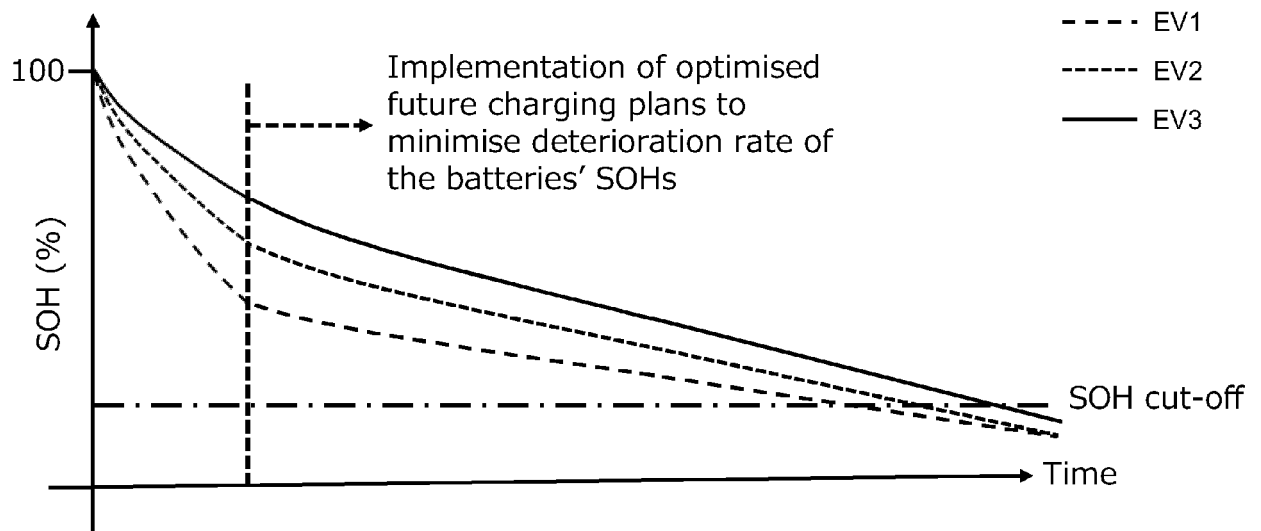 EV1
EV2
EV3
100
Implementation of optimised
future charging plans to
minimise deterioration rate of
the batteries' SOHs
SOH (%)
SOH cut-off
Time